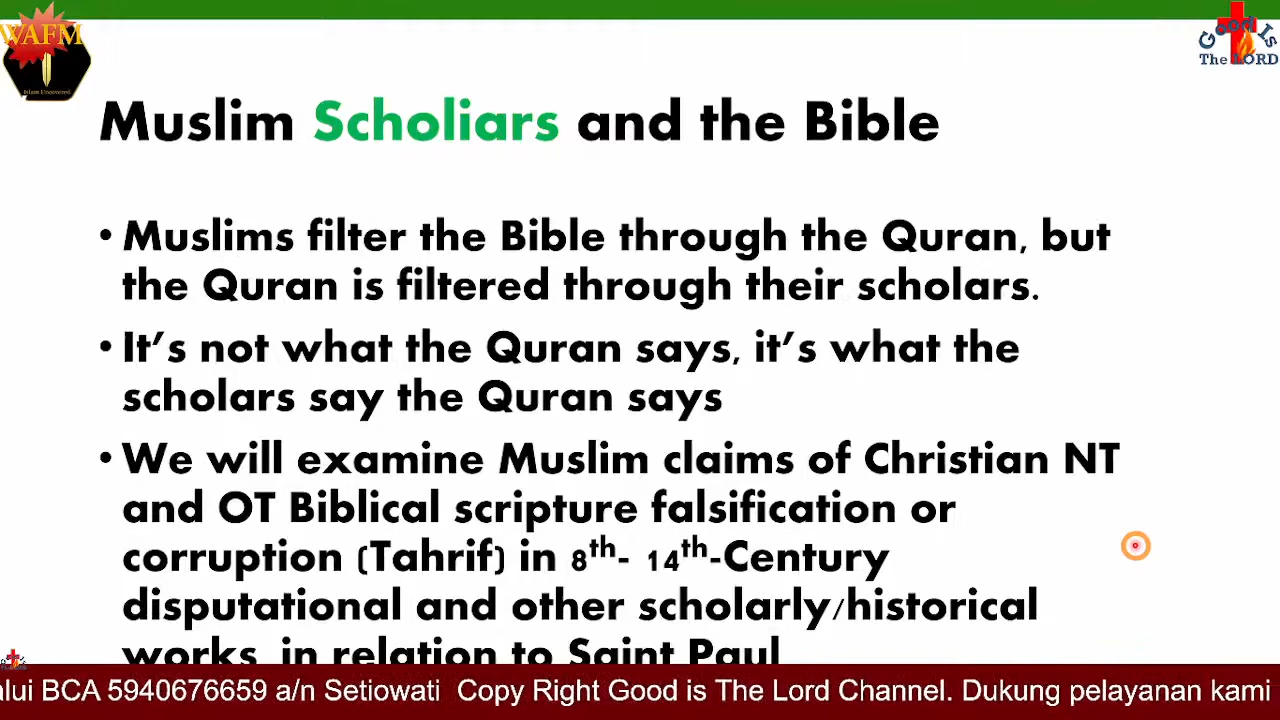 WAFM
Islam Uncovered
Good Is
The LORD
Muslim Scholiars and the Bible
• Muslims filter the Bible through the Quran, but
the Quran is filtered through their scholars.
• It’s not what the Quran says, it’s what the
scholars say the Quran says
• We will examine Muslim claims of Christian NT
and OT Biblical scripture falsification or
corruption (Tahrif) in 8th- 14th-Century
disputational and other scholarly/historical
works in relation to Saint Paul
BCA 5940676659 a/n Setiowati Copy Right Good is The Lord Channel. Dukung pelayanan kami